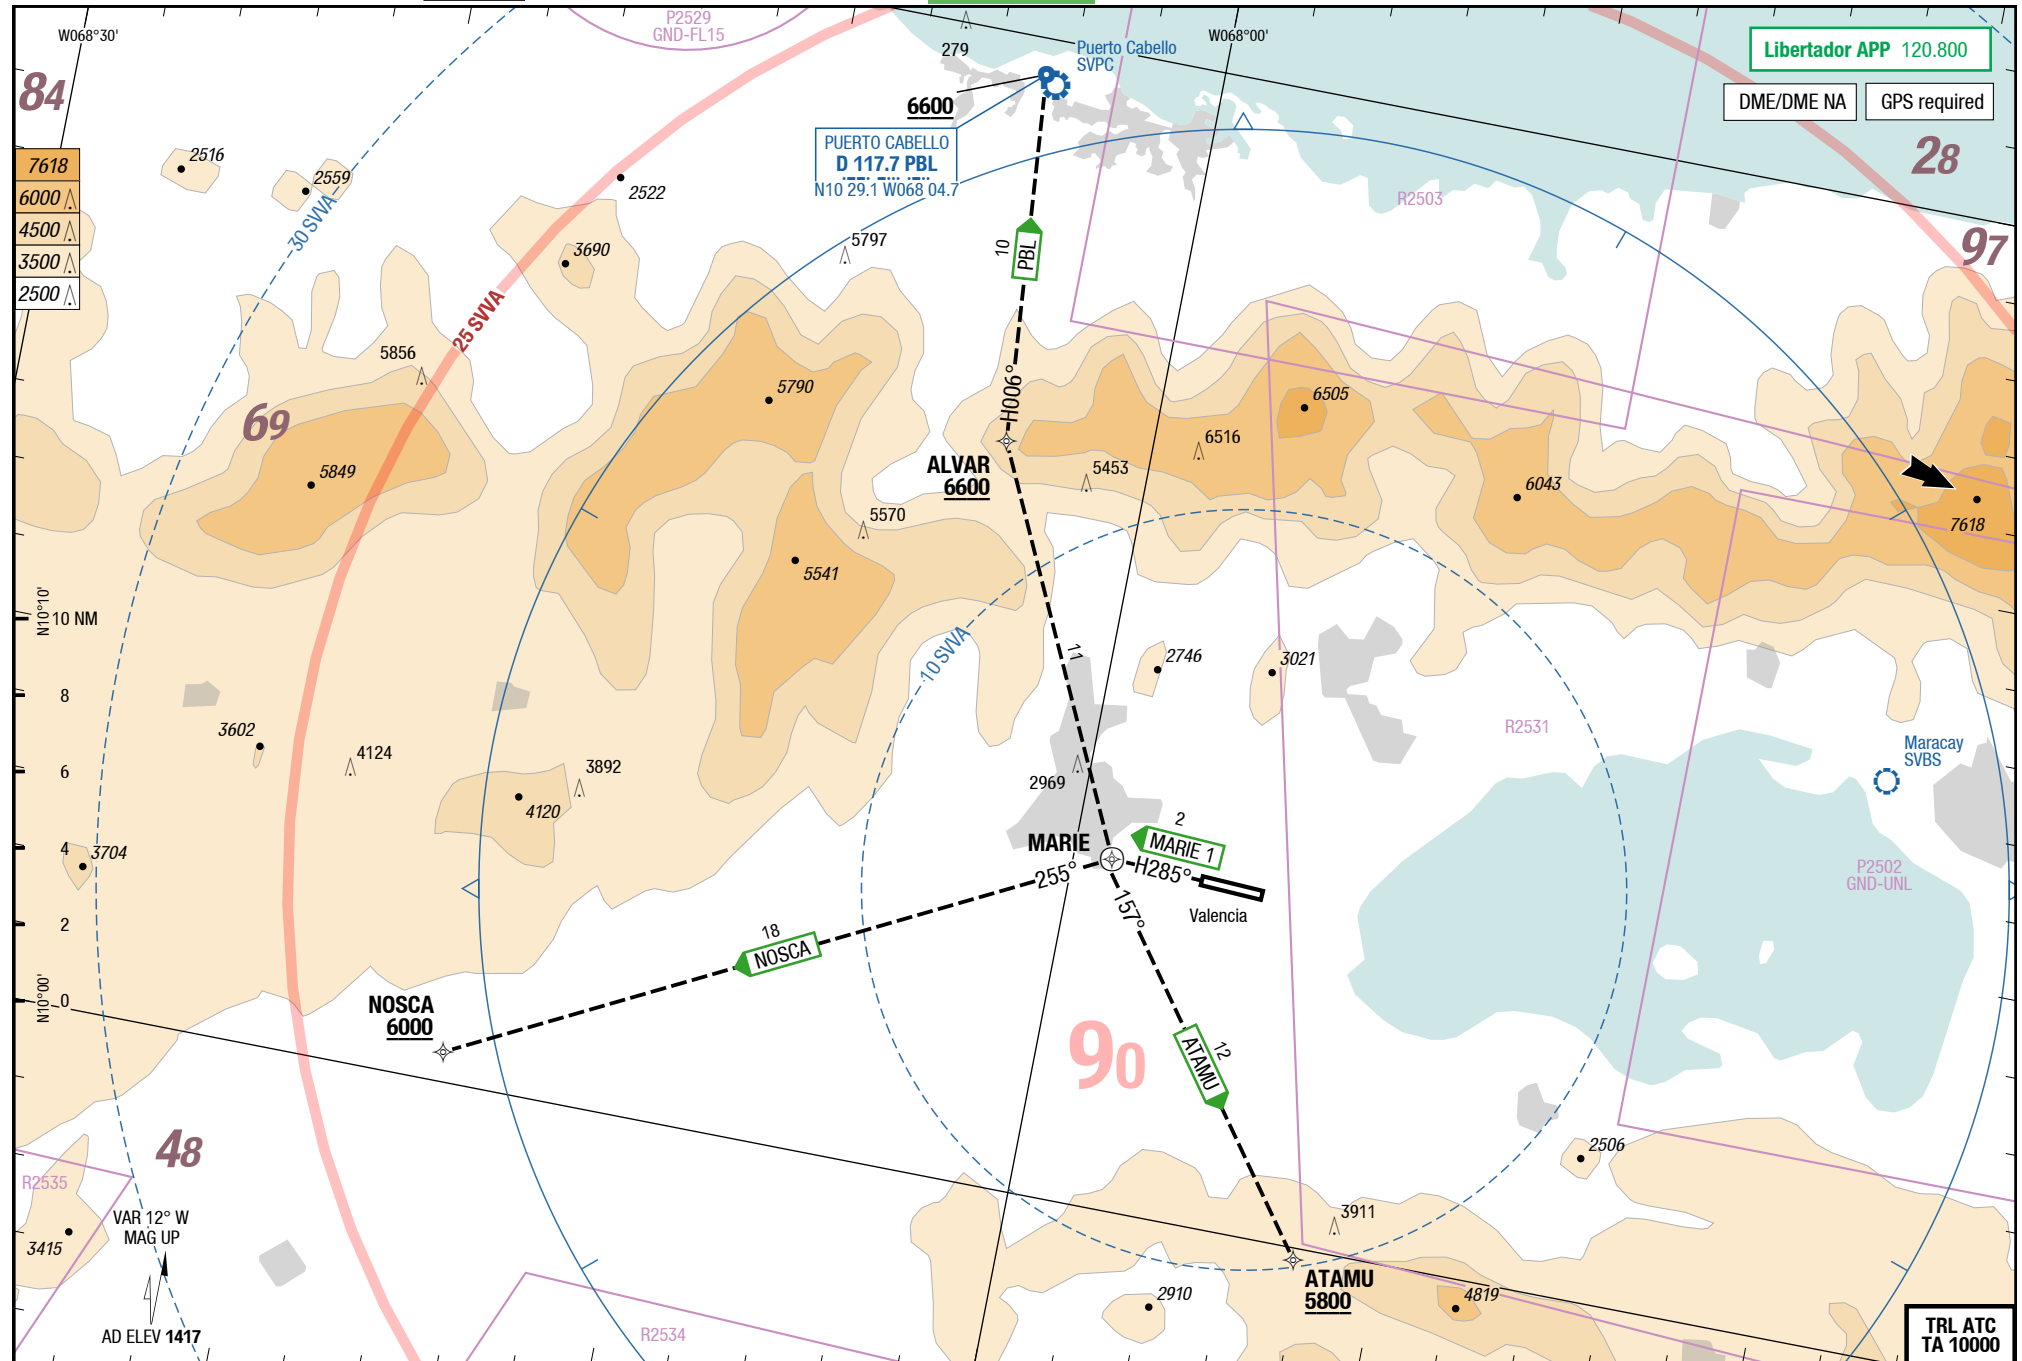 P2529
GND-FL15
W068°30'
279
Puerto Cabello
SVPC
W068°00'
Libertador APP 120.800
DME/DME NA
GPS required
84
6600
28
7618
6000
4500
3500
2500
2516
2559
2522
PUERTO CABELLO
D 117.7 PBL
N10 29.1 W068 04.7
R2503
30 SVVA
3690
5797
10
PBL
97
25 SVVA
5856
5790
H006°
6505
69
5849
ALVAR
6600
5453
6516
6043
7618
5570
5541
N10°10'
10 NM
10 SVVA
11
2746
3021
8
3602
4124
3892
R2531
Maracay
SVBS
6
2969
4120
4
3704
MARIE
2
MARIE 1
255°
H285°
157°
Valencia
P2502
GND-UNL
2
18
NOSCA
N10°00'
0
NOSCA
6000
90
12
ATAMU
48
2506
R2535
VAR 12° W
MAG UP
3415
3911
ATAMU
5800
2910
4819
AD ELEV 1417
R2534
TRL ATC
TA 10000